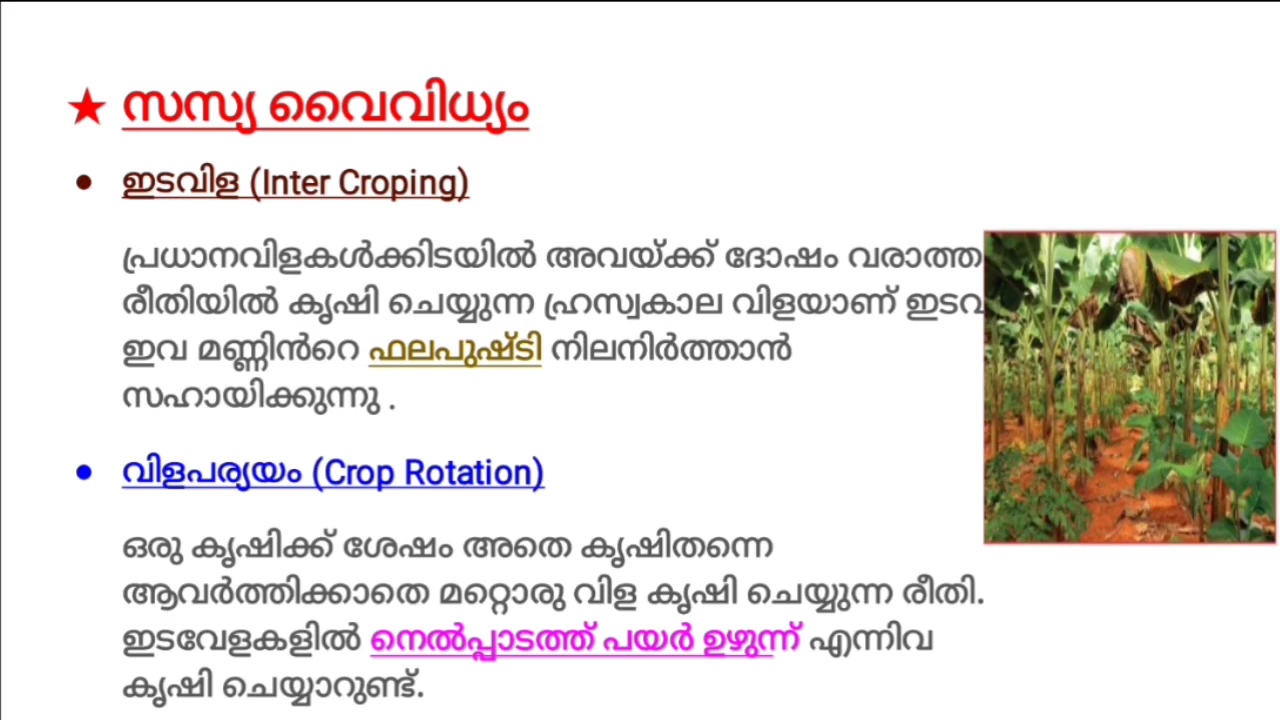 ★ സസ്യ വൈവിധ്യം
● ഇടവിള (Inter Croping)
പ്രധാനവിളകൾക്കിടയിൽ അവയ്ക്ക് ദോഷം വരാത്ത
രീതിയിൽ കൃഷി ചെയ്യുന്ന ഹ്രസ്വകാല വിളയാണ്
ഇവ മണ്ണിൻറെ ഫലപുഷ്ടി നിലനിർത്താൻ
സഹായിക്കുന്നു .
● വിളപര്യയം (Crop Rotation)
ഒരു കൃഷിക്ക് ശേഷം അതെ കൃഷിതന്നെ
ആവർത്തിക്കാതെ മറ്റൊരു വിള കൃഷി ചെയ്യുന്ന രീതി.
ഇടവേളകളിൽ നെൽപ്പാടത്ത് പയർ ഉഴുന്ന് എന്നിവ
കൃഷി ചെയ്യാറുണ്ട്.